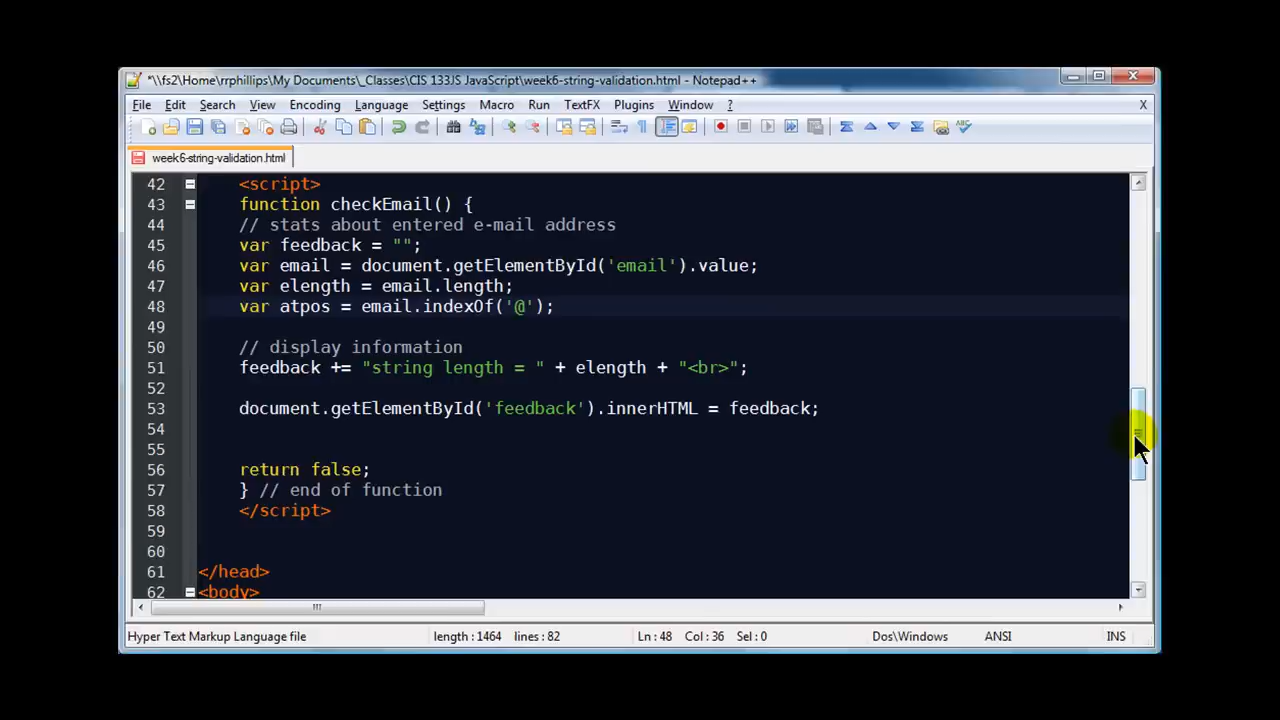 *\\fs2\Home\rrphillips\My Documents\_Classes\CIS 133JS JavaScript\week6-string-validation.html - Notepad++
File Edit Search View Encoding Language Settings Macro Run TextFX Plugins Window ? X
week6-string-validation.html
42 <script>
43 function checkEmail() {
44 // stats about entered e-mail address
45 var feedback = "";
46 var email = document.getElementById('email').value;
47 var elength = email.length;
48 var atpos = email.indexOf('@');
49
50 // display information
51 feedback += "string length = " + elength + "<br>";
52
53 document.getElementById('feedback').innerHTML = feedback;
54
55
56 return false;
57 } // end of function
58 </script>
59
60
61 </head>
62 <body>
Hyper Text Markup Language file length : 1464 lines : 82 Ln : 48 Col : 36 Sel : 0 Dos\Windows ANSI INS